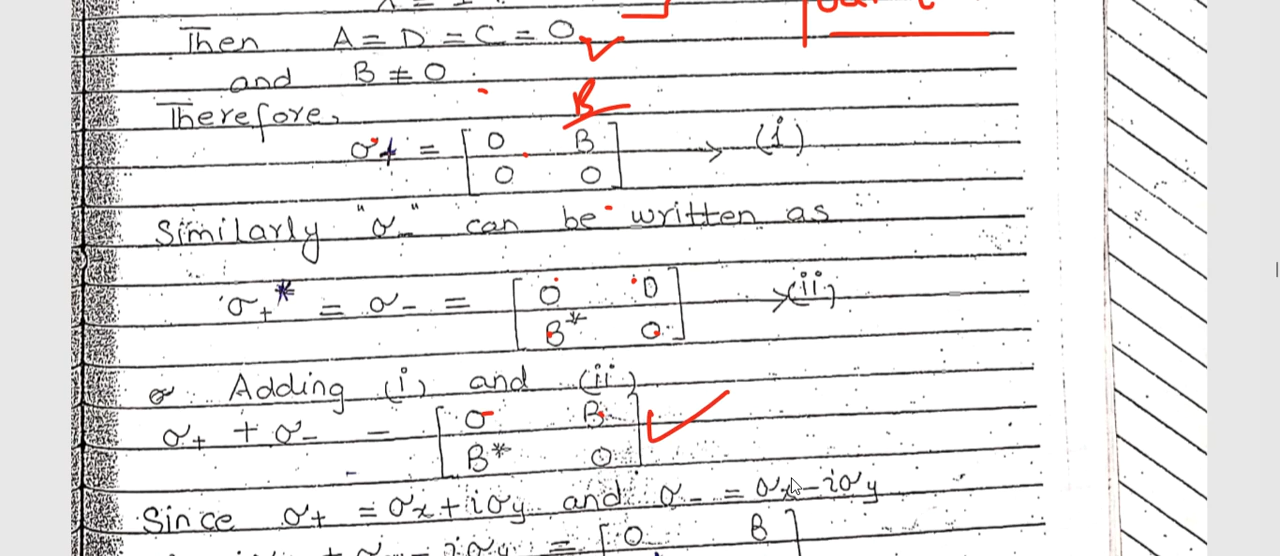 Then A = D = C = 0
and B ≠ 0
B
Therefore,
σ+ = [ 0 B
0 0 ] → (i)
Similarly "σ-" can be written as
σ+* = σ- = [ 0 0
B* 0 ] → (ii)
Adding (i) and (ii)
σ+ + σ- = [ 0 B
B* 0 ]
Since σ+ = σx + iσy and σ- = σx - iσy
= [ 0 B ]